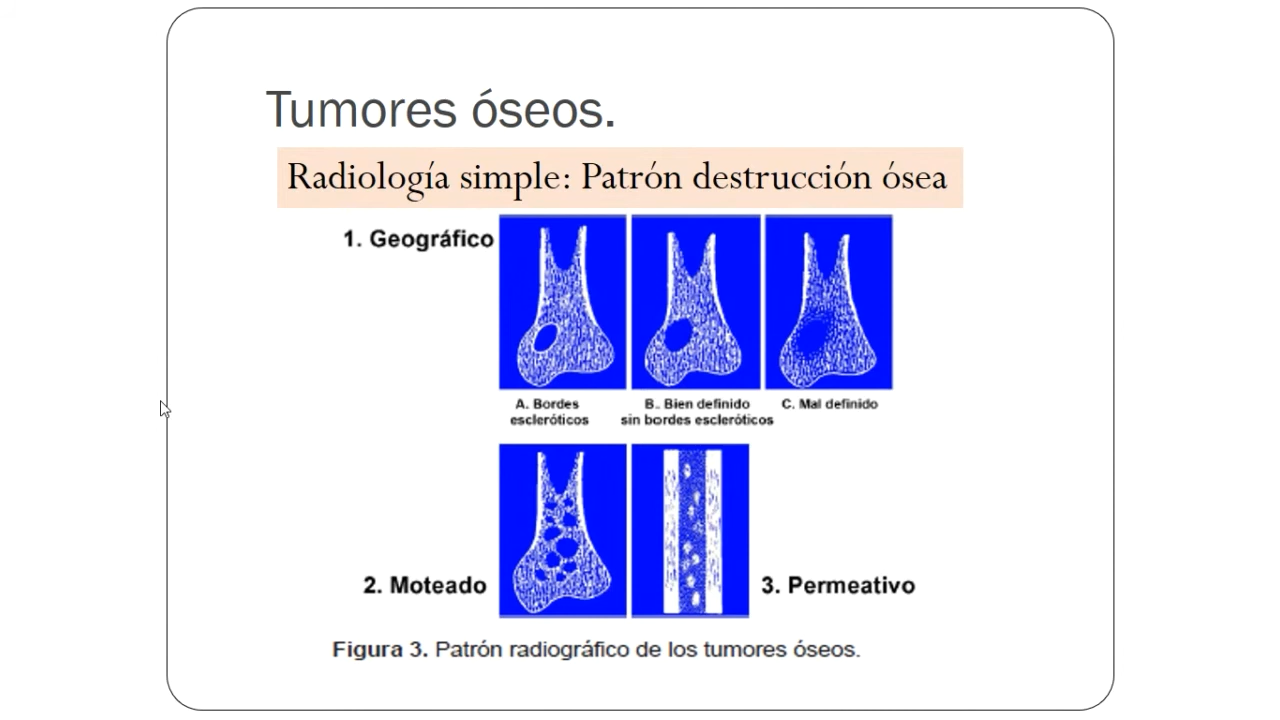 Tumores óseos.
Radiología simple: Patrón destrucción ósea
1. Geográfico
A. Bordes
escleróticos
B. Bien definido
sin bordes escleróticos
C. Mal definido
2. Moteado
3. Permeativo
Figura 3. Patrón radiográfico de los tumores óseos.